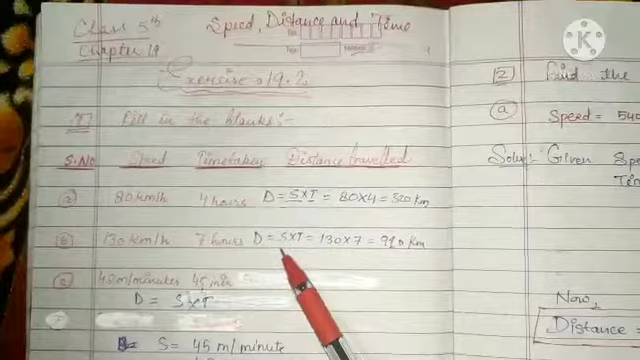 Class 5th
Speed, Distance and Time
Chapter 19
Exercise → 19.2
Fill in the blanks:-
S.No Speed Time taken Distance travelled
(a) 80 km/h 4 hours D = S×T = 80×4 = 320 km
(b) 130 km/h 7 hours D = S×T = 130×7 = 910 km
(c) 45 m/minutes 45 min
D = S×T
S = 45 m/minute
2 Find the
(a) Speed = 540
Soln:- Given Spe
Tim
Now,
Distance =
K
KINEMASTER